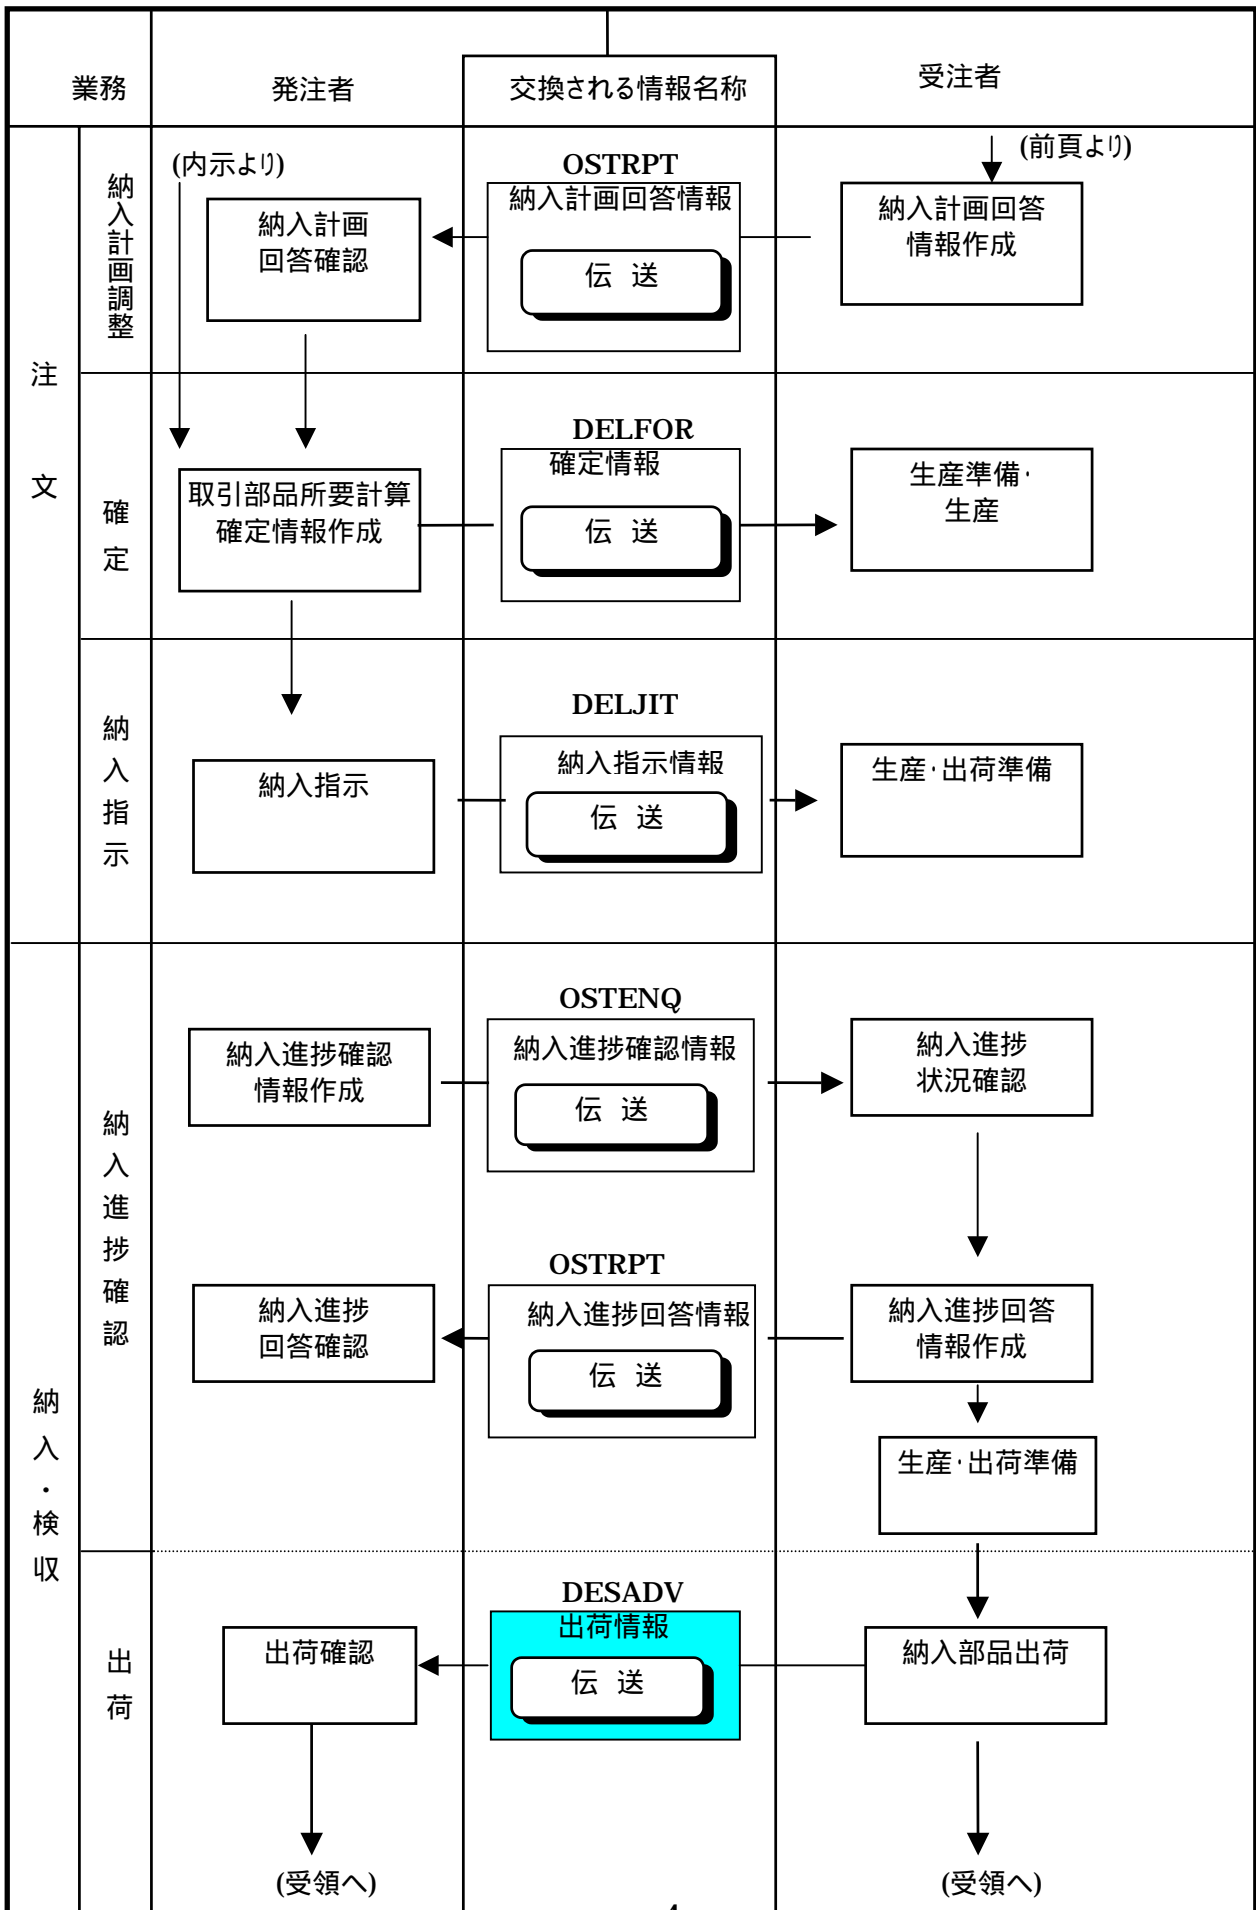 業務
発注者
交換される情報名称
受注者
注文
納入計画調整
(内示より)
OSTRPT
(前頁より)
納入計画
回答確認
納入計画回答情報
伝 送
納入計画回答
情報作成
確定
DELFOR
取引部品所要計算
確定情報作成
確定情報
伝 送
生産準備・
生産
納入指示
DELJIT
納入指示
納入指示情報
伝 送
生産・出荷準備
納入・検収
納入進捗確認
OSTENQ
納入進捗確認
情報作成
納入進捗確認情報
伝 送
納入進捗
状況確認
OSTRPT
納入進捗
回答確認
納入進捗回答情報
伝 送
納入進捗回答
情報作成
生産・出荷準備
出荷
DESADV
出荷確認
出荷情報
伝 送
納入部品出荷
(受領へ)
(受領へ)